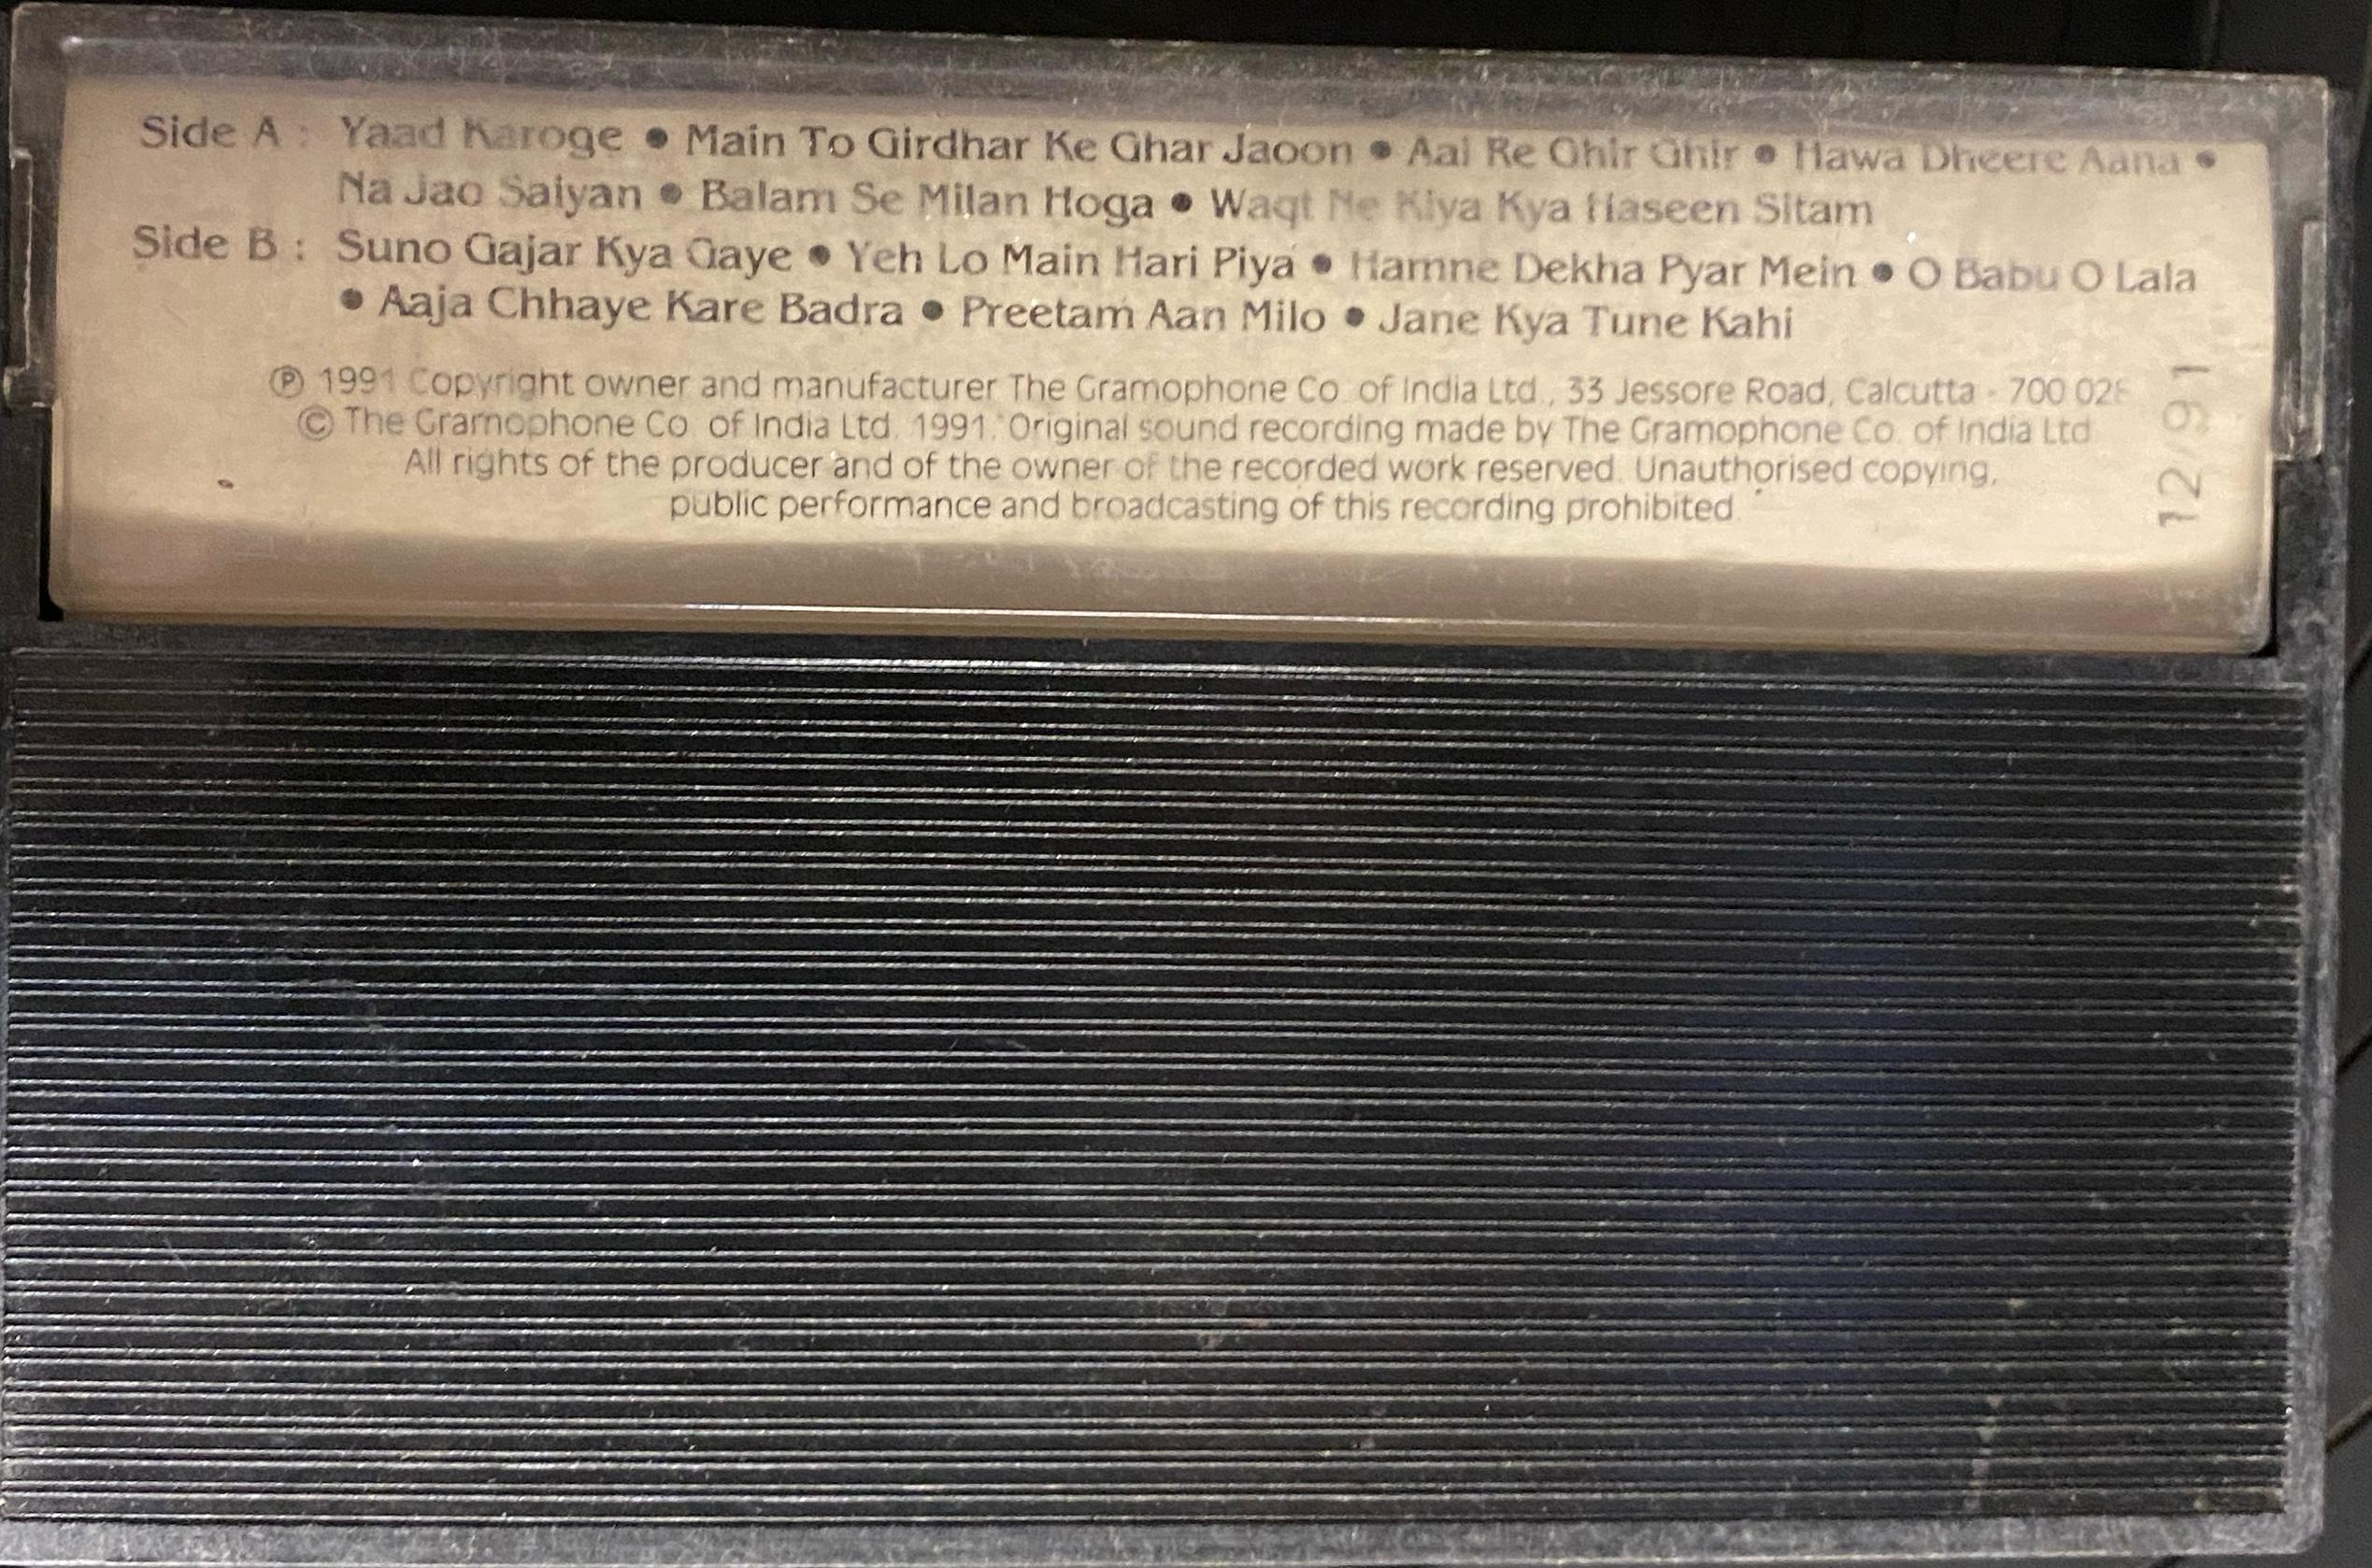 Side A : Yaad Karoge • Main To Girdhar Ke Ghar Jaoon • Aai Re Ghir Ghir • Hawa Dheere Aana •
Na Jao Saiyan • Balam Se Milan Hoga • Waqt Ne Kiya Kya Haseen Sitam
Side B : Suno Gajar Kya Gaye • Yeh Lo Main Hari Piya • Hamne Dekha Pyar Mein • O Babu O Lala
• Aaja Chhaye Kare Badra • Preetam Aan Milo • Jane Kya Tune Kahi
Ⓟ 1991 Copyright owner and manufacturer The Gramophone Co. of India Ltd., 33 Jessore Road, Calcutta - 700
© The Gramophone Co. of India Ltd. 1991. Original sound recording made by The Gramophone Co. of India Ltd.
All rights of the producer and of the owner of the recorded work reserved. Unauthorised copying,
public performance and broadcasting of this recording prohibited.
12/91